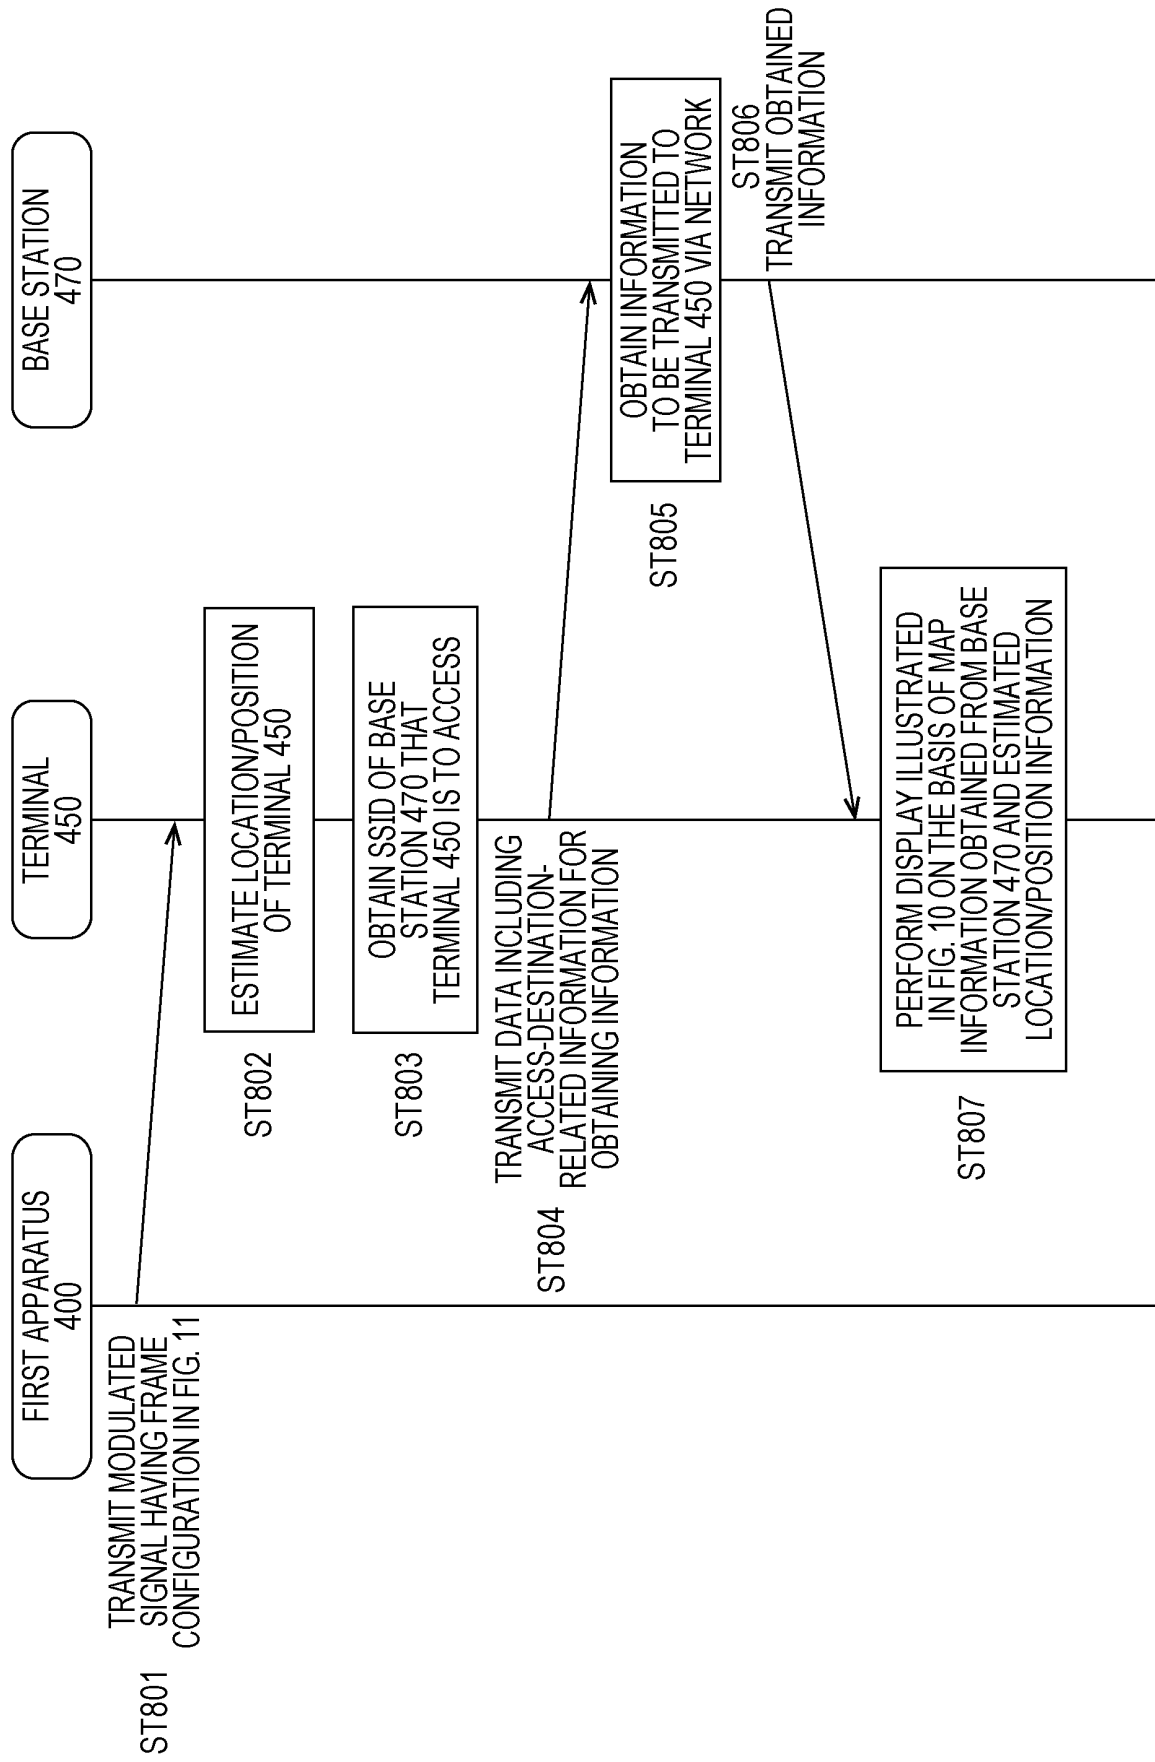 FIRST APPARATUS
400
TERMINAL
450
BASE STATION
470
ST801
TRANSMIT MODULATED
SIGNAL HAVING FRAME
CONFIGURATION IN FIG. 11
ST802
ESTIMATE LOCATION/POSITION
OF TERMINAL 450
ST803
OBTAIN SSID OF BASE
STATION 470 THAT
TERMINAL 450 IS TO ACCESS
ST804
TRANSMIT DATA INCLUDING
ACCESS-DESTINATION-
RELATED INFORMATION FOR
OBTAINING INFORMATION
ST805
OBTAIN INFORMATION
TO BE TRANSMITTED TO
TERMINAL 450 VIA NETWORK
ST806
TRANSMIT OBTAINED
INFORMATION
ST807
PERFORM DISPLAY ILLUSTRATED
IN FIG. 10 ON THE BASIS OF MAP
INFORMATION OBTAINED FROM BASE
STATION 470 AND ESTIMATED
LOCATION/POSITION INFORMATION